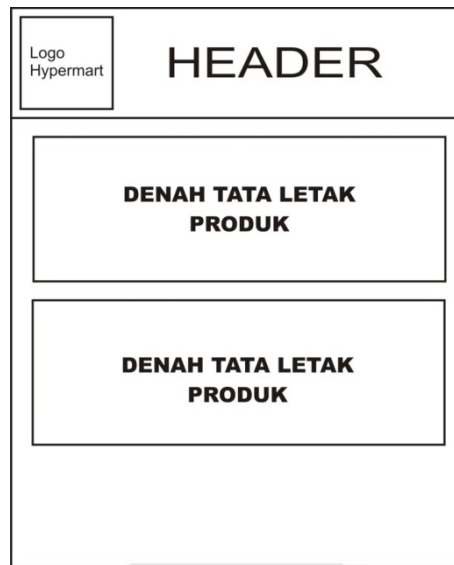 Logo
Hypermart
HEADER
DENAH TATA LETAK
PRODUK
DENAH TATA LETAK
PRODUK